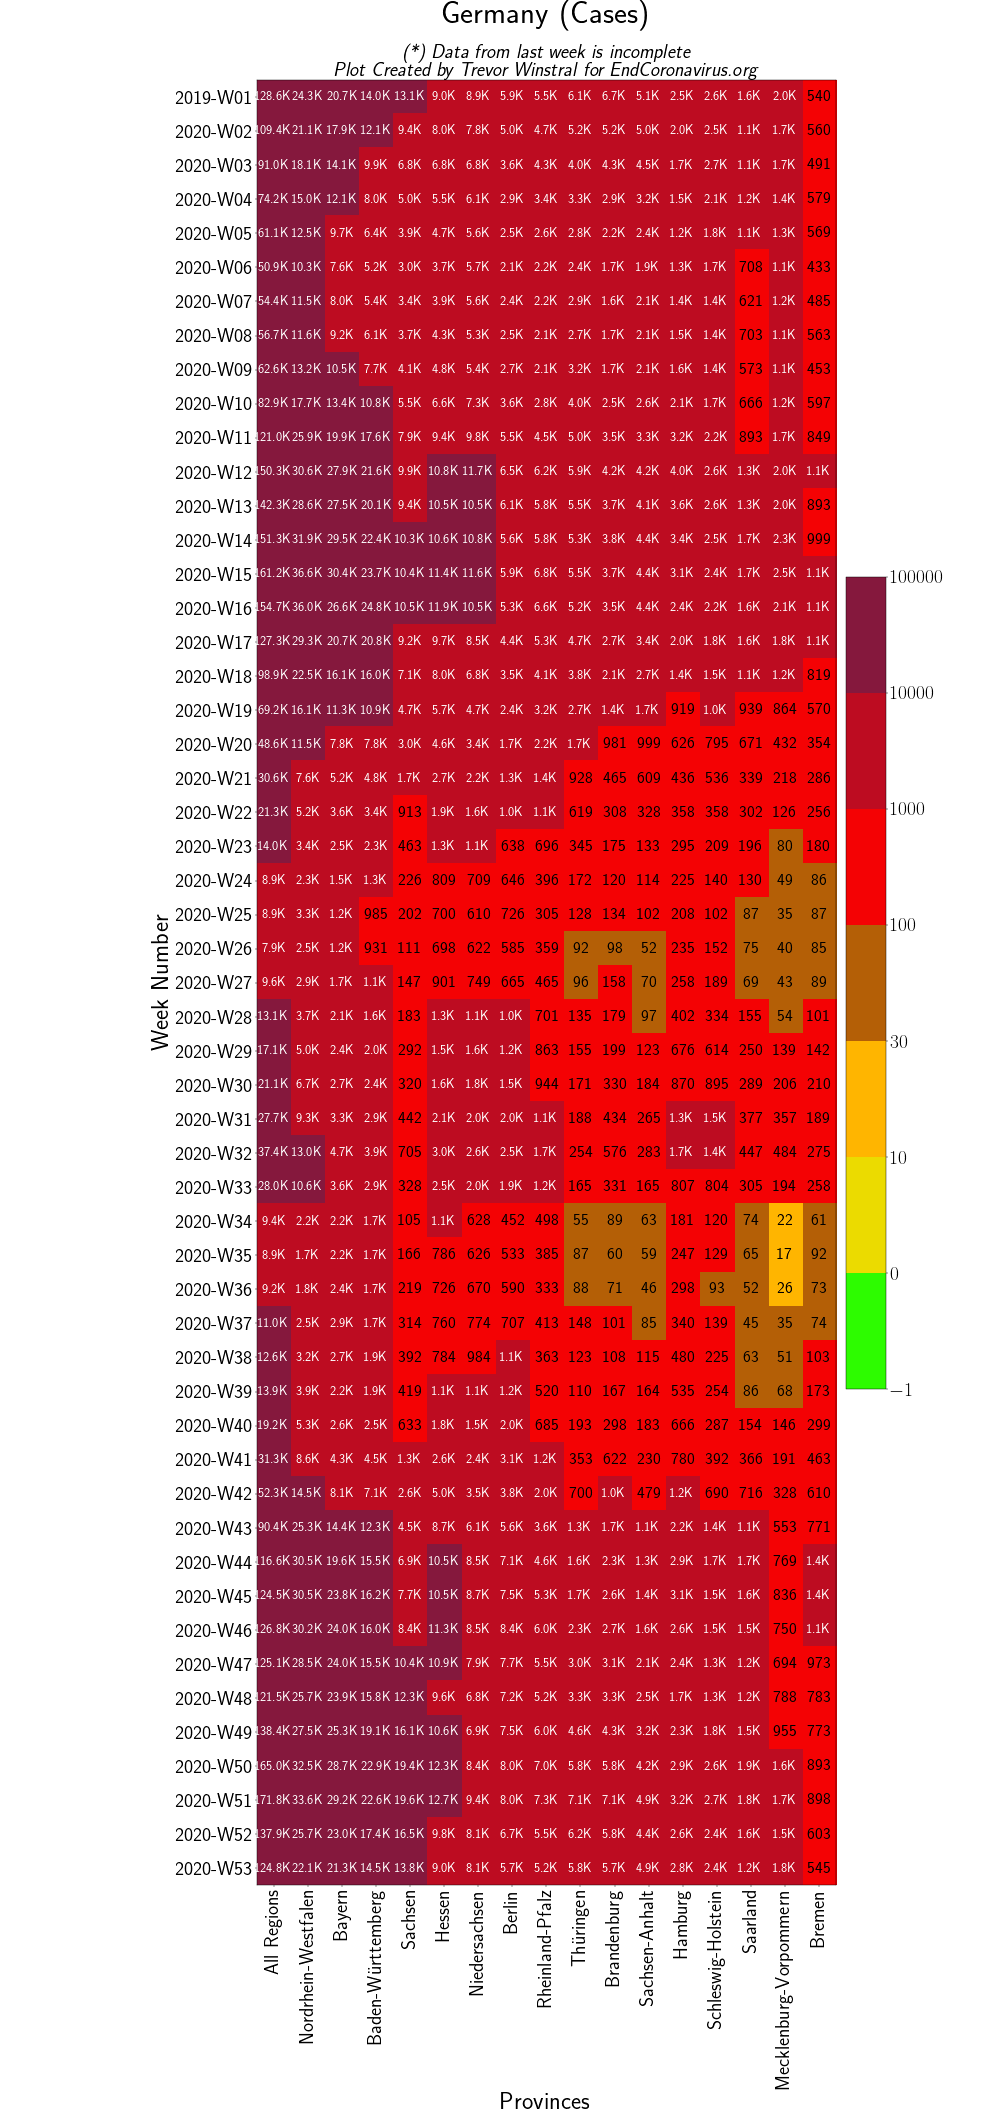 Germany (Cases)
(*) Data from last week is incomplete
Plot Created by Trevor Winstral for EndCoronavirus.org
2019-W01 128.6K 24.3K 20.7K 14.0K 13.1K 9.0K 8.9K 5.9K 5.5K 6.1K 6.7K 5.1K 2.5K 2.6K 1.6K 2.0K 540
2020-W02 109.4K 21.1K 17.9K 12.1K 9.4K 8.0K 7.8K 5.0K 4.7K 5.2K 5.2K 5.0K 2.0K 2.5K 1.1K 1.7K 560
2020-W03 91.0K 18.1K 14.1K 9.9K 6.8K 6.8K 6.8K 3.6K 4.3K 4.0K 4.3K 4.5K 1.7K 2.7K 1.1K 1.7K 491
2020-W04 74.2K 15.0K 12.1K 8.0K 5.0K 5.5K 6.1K 2.9K 3.4K 3.3K 2.9K 3.2K 1.5K 2.1K 1.2K 1.4K 579
2020-W05 61.1K 12.5K 9.7K 6.4K 3.9K 4.7K 5.6K 2.5K 2.6K 2.8K 2.2K 2.4K 1.2K 1.8K 1.1K 1.3K 569
2020-W06 50.9K 10.3K 7.6K 5.2K 3.0K 3.7K 5.7K 2.1K 2.2K 2.4K 1.7K 1.9K 1.3K 1.7K 708 1.1K 433
2020-W07 54.4K 11.5K 8.0K 5.4K 3.4K 3.9K 5.6K 2.4K 2.2K 2.9K 1.6K 2.1K 1.4K 1.4K 621 1.2K 485
2020-W08 56.7K 11.6K 9.2K 6.1K 3.7K 4.3K 5.3K 2.5K 2.1K 2.7K 1.7K 2.1K 1.5K 1.4K 703 1.1K 563
2020-W09 62.6K 13.2K 10.5K 7.7K 4.1K 4.8K 5.4K 2.7K 2.1K 3.2K 1.7K 2.1K 1.6K 1.4K 573 1.1K 453
2020-W10 82.9K 17.7K 13.4K 10.8K 5.5K 6.6K 7.3K 3.6K 2.8K 4.0K 2.5K 2.6K 2.1K 1.7K 666 1.2K 597
2020-W11 121.0K 25.9K 19.9K 17.6K 7.9K 9.4K 9.8K 5.5K 4.5K 5.0K 3.5K 3.3K 3.2K 2.2K 893 1.7K 849
2020-W12 150.3K 30.6K 27.9K 21.6K 9.9K 10.8K 11.7K 6.5K 6.2K 5.9K 4.2K 4.2K 4.0K 2.6K 1.3K 2.0K 1.1K
2020-W13 142.3K 28.6K 27.5K 20.1K 9.4K 10.5K 10.5K 6.1K 5.8K 5.5K 3.7K 4.1K 3.6K 2.6K 1.3K 2.0K 893
2020-W14 151.3K 31.9K 29.5K 22.4K 10.3K 10.6K 10.8K 5.6K 5.8K 5.3K 3.8K 4.4K 3.4K 2.5K 1.7K 2.3K 999
2020-W15 161.2K 36.6K 30.4K 23.7K 10.4K 11.4K 11.6K 5.9K 6.8K 5.5K 3.7K 4.4K 3.1K 2.4K 1.7K 2.5K 1.1K
2020-W16 154.7K 36.0K 26.6K 24.8K 10.5K 11.9K 10.5K 5.3K 6.6K 5.2K 3.5K 4.4K 2.4K 2.2K 1.6K 2.1K 1.1K
2020-W17 127.3K 29.3K 20.7K 20.8K 9.2K 9.7K 8.5K 4.4K 5.3K 4.7K 2.7K 3.4K 2.0K 1.8K 1.6K 1.8K 1.1K
2020-W18 98.9K 22.5K 16.1K 16.0K 7.1K 8.0K 6.8K 3.5K 4.1K 3.8K 2.1K 2.7K 1.4K 1.5K 1.1K 1.2K 819
2020-W19 69.2K 16.1K 11.3K 10.9K 4.7K 5.7K 4.7K 2.4K 3.2K 2.7K 1.4K 1.7K 919 1.0K 939 864 570
2020-W20 48.6K 11.5K 7.8K 7.8K 3.0K 4.6K 3.4K 1.7K 2.2K 1.7K 981 999 626 795 671 432 354
2020-W21 30.6K 7.6K 5.2K 4.8K 1.7K 2.7K 2.2K 1.3K 1.4K 928 465 609 436 536 339 218 286
2020-W22 21.3K 5.2K 3.6K 3.4K 913 1.9K 1.6K 1.0K 1.1K 619 308 328 358 358 302 126 256
2020-W23 14.0K 3.4K 2.5K 2.3K 463 1.3K 1.1K 638 696 345 175 133 295 209 196 80 180
2020-W24 8.9K 2.3K 1.5K 1.3K 226 809 709 646 396 172 120 114 225 140 130 49 86
2020-W25 8.9K 3.3K 1.2K 985 202 700 610 726 305 128 134 102 208 102 87 35 87
2020-W26 7.9K 2.5K 1.2K 931 111 698 622 585 359 92 98 52 235 152 75 40 85
2020-W27 9.6K 2.9K 1.7K 1.1K 147 901 749 665 465 96 158 70 258 189 69 43 89
2020-W28 13.1K 3.7K 2.1K 1.6K 183 1.3K 1.1K 1.0K 701 135 179 97 402 334 155 54 101
2020-W29 17.1K 5.0K 2.4K 2.0K 292 1.5K 1.6K 1.2K 863 155 199 123 676 614 250 139 142
2020-W30 21.1K 6.7K 2.7K 2.4K 320 1.6K 1.8K 1.5K 944 171 330 184 870 895 289 206 210
2020-W31 27.7K 9.3K 3.3K 2.9K 442 2.1K 2.0K 2.0K 1.1K 188 434 265 1.3K 1.5K 377 357 189
2020-W32 37.4K 13.0K 4.7K 3.9K 705 3.0K 2.6K 2.5K 1.7K 254 576 283 1.7K 1.4K 447 484 275
2020-W33 28.0K 10.6K 3.6K 2.9K 328 2.5K 2.0K 1.9K 1.2K 165 331 165 807 804 305 194 258
2020-W34 9.4K 2.2K 2.2K 1.7K 105 1.1K 628 452 498 55 89 63 181 120 74 22 61
2020-W35 8.9K 1.7K 2.2K 1.7K 166 786 626 533 385 87 60 59 247 129 65 17 92
2020-W36 9.2K 1.8K 2.4K 1.7K 219 726 670 590 333 88 71 46 298 93 52 26 73
2020-W37 11.0K 2.5K 2.9K 1.7K 314 760 774 707 413 148 101 85 340 139 45 35 74
2020-W38 12.6K 3.2K 2.7K 1.9K 392 784 984 1.1K 363 123 108 115 480 225 63 51 103
2020-W39 13.9K 3.9K 2.2K 1.9K 419 1.1K 1.1K 1.2K 520 110 167 164 535 254 86 68 173
2020-W40 19.2K 5.3K 2.6K 2.5K 633 1.8K 1.5K 2.0K 685 193 298 183 666 287 154 146 299
2020-W41 31.3K 8.6K 4.3K 4.5K 1.3K 2.6K 2.4K 3.1K 1.2K 353 622 230 780 392 366 191 463
2020-W42 52.3K 14.5K 8.1K 7.1K 2.6K 5.0K 3.5K 3.8K 2.0K 700 1.0K 479 1.2K 690 716 328 610
2020-W43 90.4K 25.3K 14.4K 12.3K 4.5K 8.7K 6.1K 5.6K 3.6K 1.3K 1.7K 1.1K 2.2K 1.4K 1.1K 553 771
2020-W44 116.6K 30.5K 19.6K 15.5K 6.9K 10.5K 8.5K 7.1K 4.6K 1.6K 2.3K 1.3K 2.9K 1.7K 1.7K 769 1.4K
2020-W45 124.5K 30.5K 23.8K 16.2K 7.7K 10.5K 8.7K 7.5K 5.3K 1.7K 2.6K 1.4K 3.1K 1.5K 1.6K 836 1.4K
2020-W46 126.8K 30.2K 24.0K 16.0K 8.4K 11.3K 8.5K 8.4K 6.0K 2.3K 2.7K 1.6K 2.6K 1.5K 1.5K 750 1.1K
2020-W47 125.1K 28.5K 24.0K 15.5K 10.4K 10.9K 7.9K 7.7K 5.5K 3.0K 3.1K 2.1K 2.4K 1.3K 1.2K 694 973
2020-W48 121.5K 25.7K 23.9K 15.8K 12.3K 9.6K 6.8K 7.2K 5.2K 3.3K 3.3K 2.5K 1.7K 1.3K 1.2K 788 783
2020-W49 138.4K 27.5K 25.3K 19.1K 16.1K 10.6K 6.9K 7.5K 6.0K 4.6K 4.3K 3.2K 2.3K 1.8K 1.5K 955 773
2020-W50 165.0K 32.5K 28.7K 22.9K 19.4K 12.3K 8.4K 8.0K 7.0K 5.8K 5.8K 4.2K 2.9K 2.6K 1.9K 1.6K 893
2020-W51 171.8K 33.6K 29.2K 22.6K 19.6K 12.7K 9.4K 8.0K 7.3K 7.1K 7.1K 4.9K 3.2K 2.7K 1.8K 1.7K 898
2020-W52 137.9K 25.7K 23.0K 17.4K 16.5K 9.8K 8.1K 6.7K 5.5K 6.2K 5.8K 4.4K 2.6K 2.4K 1.6K 1.5K 603
2020-W53 124.8K 22.1K 21.3K 14.5K 13.8K 9.0K 8.1K 5.7K 5.2K 5.8K 5.7K 4.9K 2.8K 2.4K 1.2K 1.8K 545
Week Number
All Regions
Nordrhein-Westfalen
Bayern
Baden-Württemberg
Sachsen
Hessen
Niedersachsen
Berlin
Rheinland-Pfalz
Thüringen
Brandenburg
Sachsen-Anhalt
Hamburg
Schleswig-Holstein
Saarland
Mecklenburg-Vorpommern
Bremen
Provinces
100000
10000
1000
100
30
10
0
−1